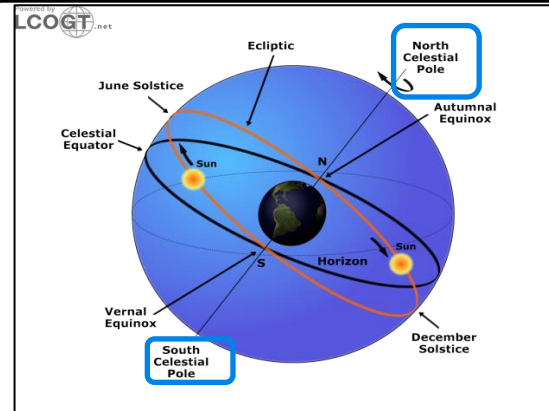 Powered by
LCOGT.net
Ecliptic
North
Celestial
Pole
June Solstice
Autumnal
Equinox
Celestial
Equator
Sun
N
Sun
S
Horizon
Vernal
Equinox
December
Solstice
South
Celestial
Pole